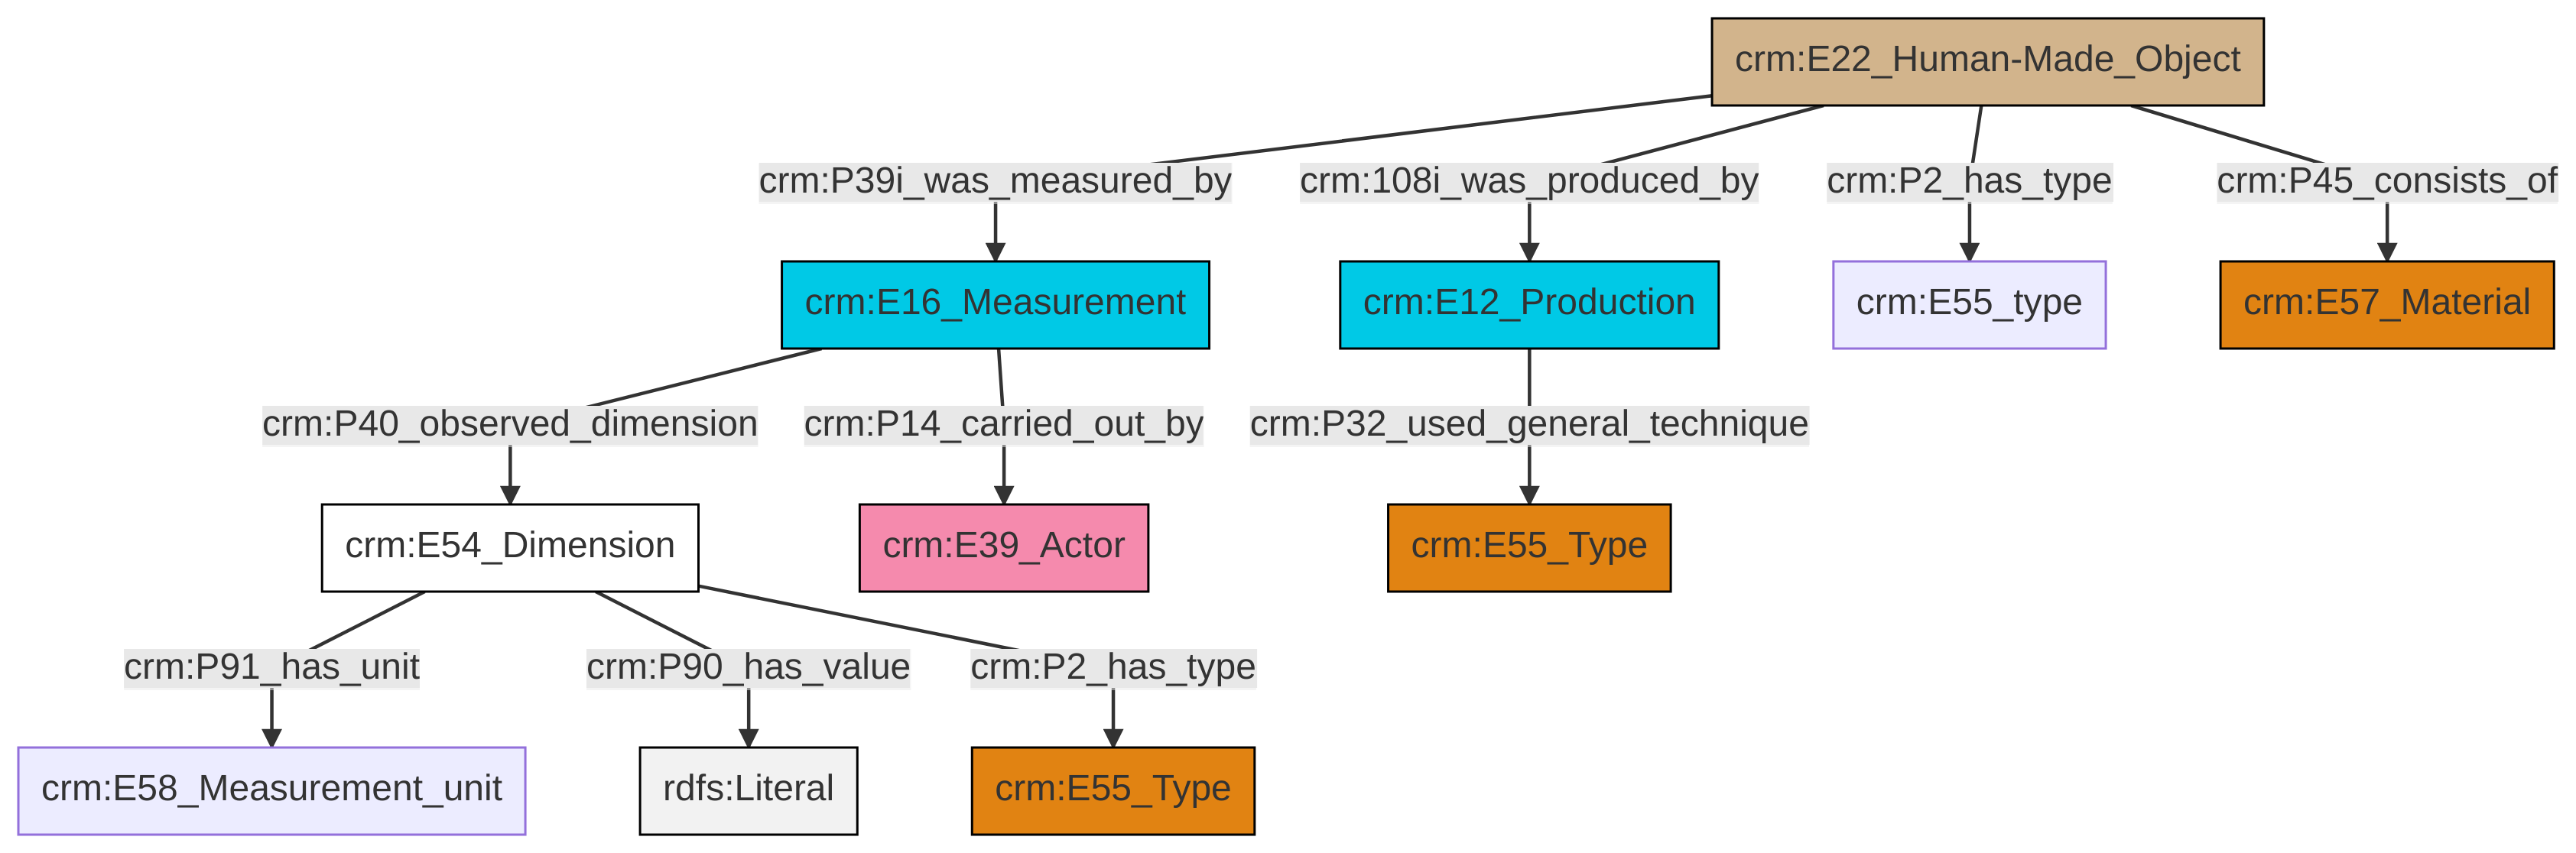 crm:E22_Human-Made_Object
crm:P39i_was_measured_by
crm:108i_was_produced_by
crm:P2_has_type
crm:P45_consists_of
crm:E16_Measurement
crm:E12_Production
crm:E55_type
crm:E57_Material
crm:P40_observed_dimension
crm:P14_carried_out_by
crm:P32_used_general_technique
crm:E54_Dimension
crm:E39_Actor
crm:E55_Type
crm:P91_has_unit
crm:P90_has_value
crm:P2_has_type
crm:E58_Measurement_unit
rdfs:Literal
crm:E55_Type